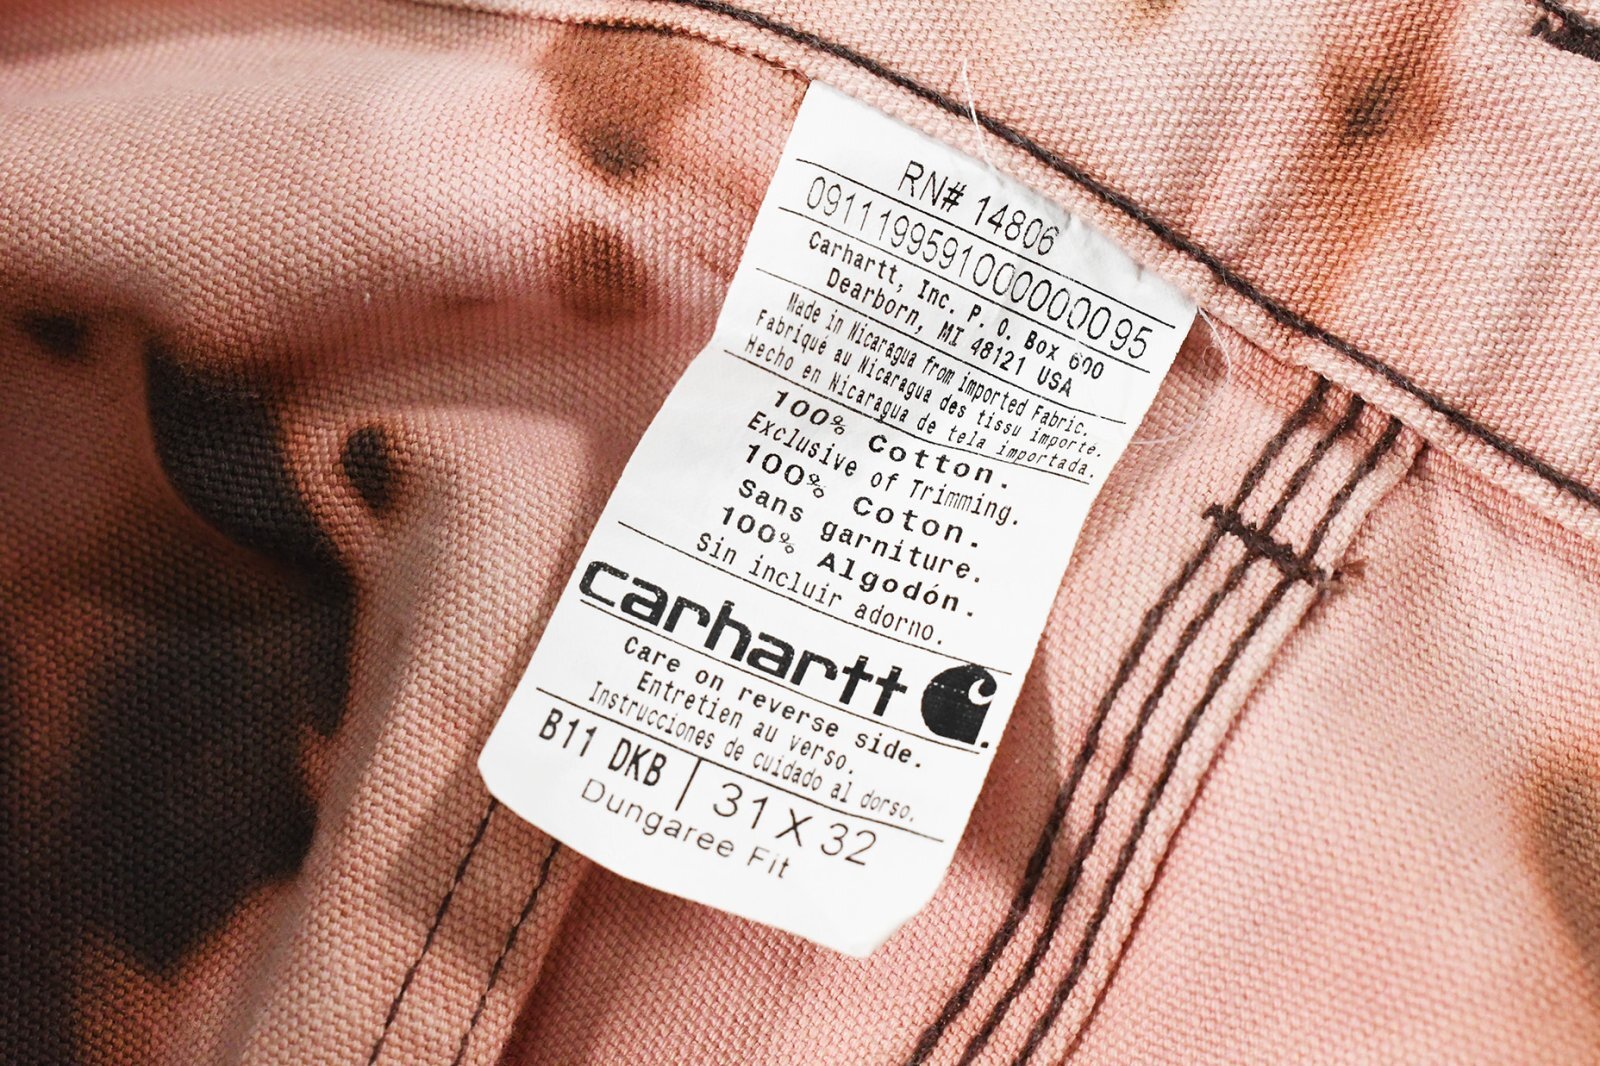 RN# 14806
0911199591000000095
Carhartt, Inc. P. O. Box 600
Dearborn, MI 48121 USA
Made in Nicaragua from imported Fabric.
Fabriqué au Nicaragua des tissu importé.
Hecho en Nicaragua de tela importada.
100% Cotton.
Exclusive of Trimming.
100% Coton.
Sans garniture.
100% Algodón.
Sin incluir adorno.
carhartt
Care on reverse side.
Entretien au verso.
Instrucciones de cuidado al dorso.
B11 DKB | 31 X 32
Dungaree Fit